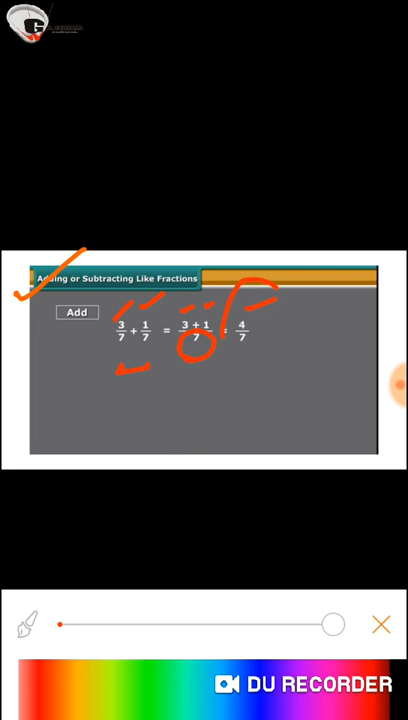 G
Adding or Subtracting Like Fractions
Add
3/7 + 1/7 = 3 + 1/7 = 4/7
DU RECORDER